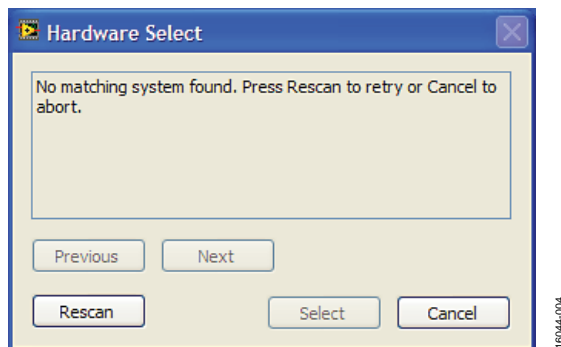 Hardware Select
No matching system found. Press Rescan to retry or Cancel to
abort.
Previous
Next
Rescan
Select
Cancel
16044-004